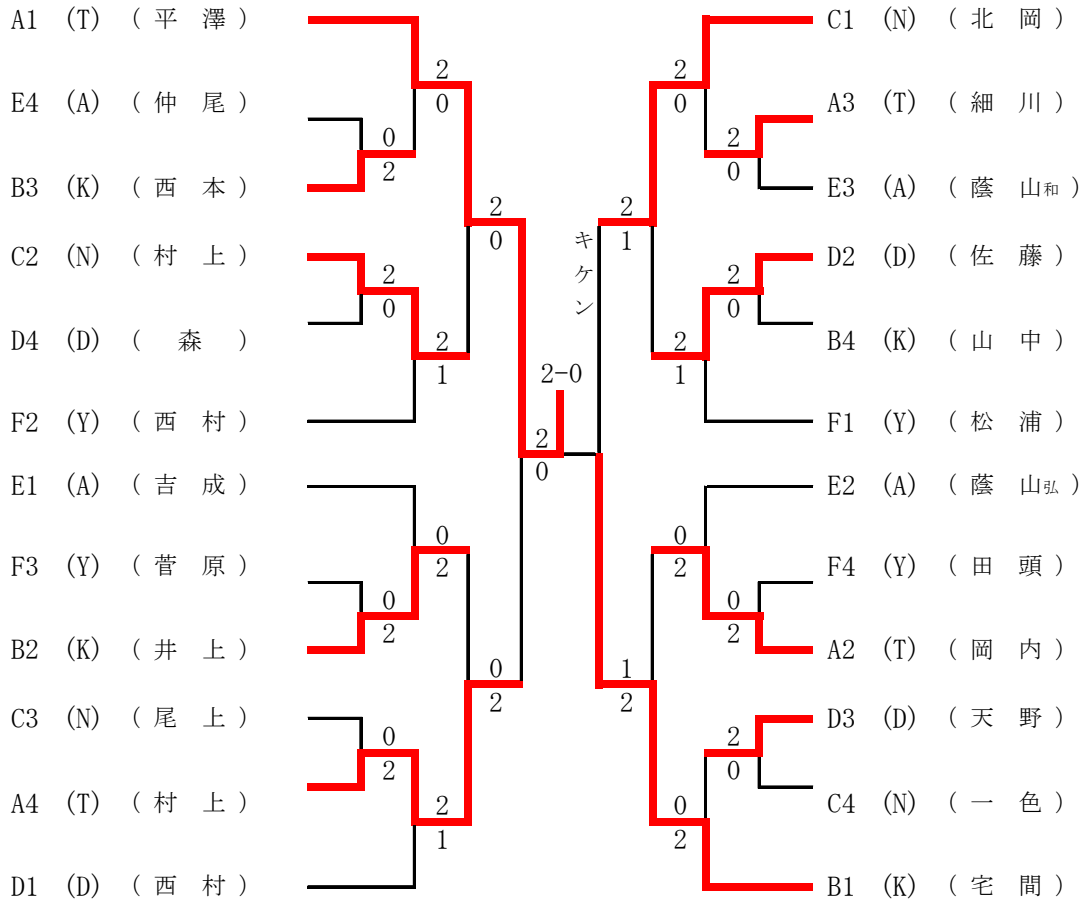 A1 (T) ( 平 澤 )
2
0
E4 (A) ( 仲 尾 )
0
2
B3 (K) ( 西 本 )
2
0
C2 (N) ( 村 上 )
2
0
D4 (D) ( 森 )
2
1
F2 (Y) ( 西 村 )
2-0
2
0
E1 (A) ( 吉 成 )
0
2
F3 (Y) ( 菅 原 )
0
2
B2 (K) ( 井 上 )
0
2
C3 (N) ( 尾 上 )
0
2
A4 (T) ( 村 上 )
2
1
D1 (D) ( 西 村 )
C1 (N) ( 北 岡 )
2
0
A3 (T) ( 細 川 )
2
0
E3 (A) ( 蔭 山和 )
2
1
キケン
D2 (D) ( 佐 藤 )
2
0
B4 (K) ( 山 中 )
2
1
F1 (Y) ( 松 浦 )
E2 (A) ( 蔭 山弘 )
0
2
F4 (Y) ( 田 頭 )
0
2
A2 (T) ( 岡 内 )
1
2
D3 (D) ( 天 野 )
2
0
C4 (N) ( 一 色 )
0
2
B1 (K) ( 宅 間 )